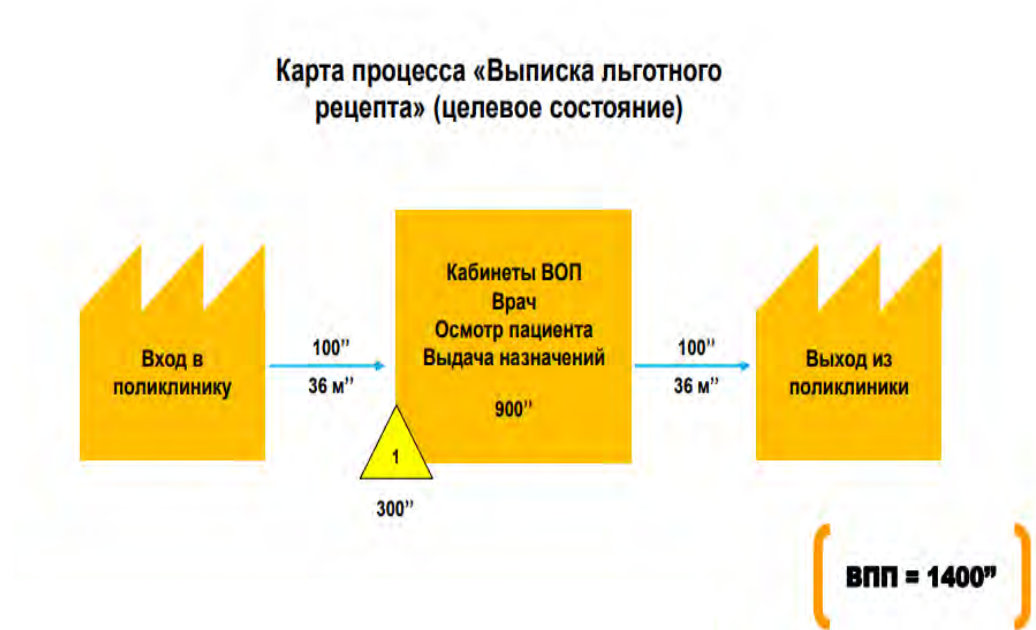 Карта процесса «Выписка льготного
рецепта» (целевое состояние)
Вход в
поликлинику
100”
36 м”
Кабинеты ВОП
Врач
Осмотр пациента
Выдача назначений
900”
1
300”
100”
36 м”
Выход из
поликлиники
ВПП = 1400”